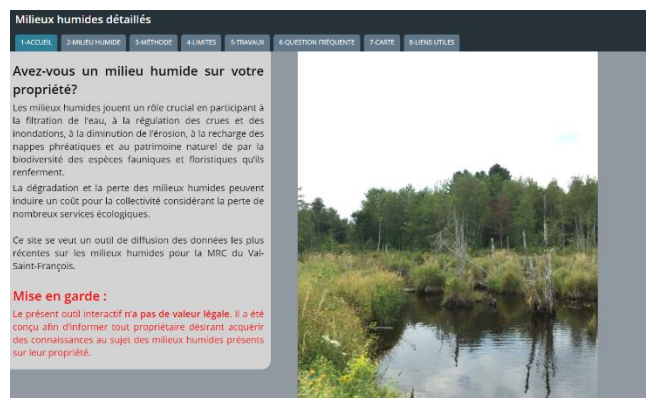 Milieux humides détaillés
1-ACCUEIL 2-MILIEU HUMIDE 3-MÉTHODE 4-LIMITES 5-TRAVAUX 6-QUESTION FRÉQUENTE 7-CARTE 8-LIENS UTILES
Avez-vous un milieu humide sur votre
propriété?
Les milieux humides jouent un rôle crucial en participant à
la filtration de l'eau, à la régulation des crues et des
inondations, à la diminution de l'érosion, à la recharge des
nappes phréatiques et au patrimoine naturel de par la
biodiversité des espèces fauniques et floristiques qu'ils
renferment.
La dégradation et la perte des milieux humides peuvent
induire un coût pour la collectivité considérant la perte de
nombreux services écologiques.
Ce site se veut un outil de diffusion des données les plus
récentes sur les milieux humides pour la MRC du Val-
Saint-François.
Mise en garde :
Le présent outil interactif n'a pas de valeur légale. Il a été
conçu afin d'informer tout propriétaire désirant acquérir
des connaissances au sujet des milieux humides présents
sur leur propriété.